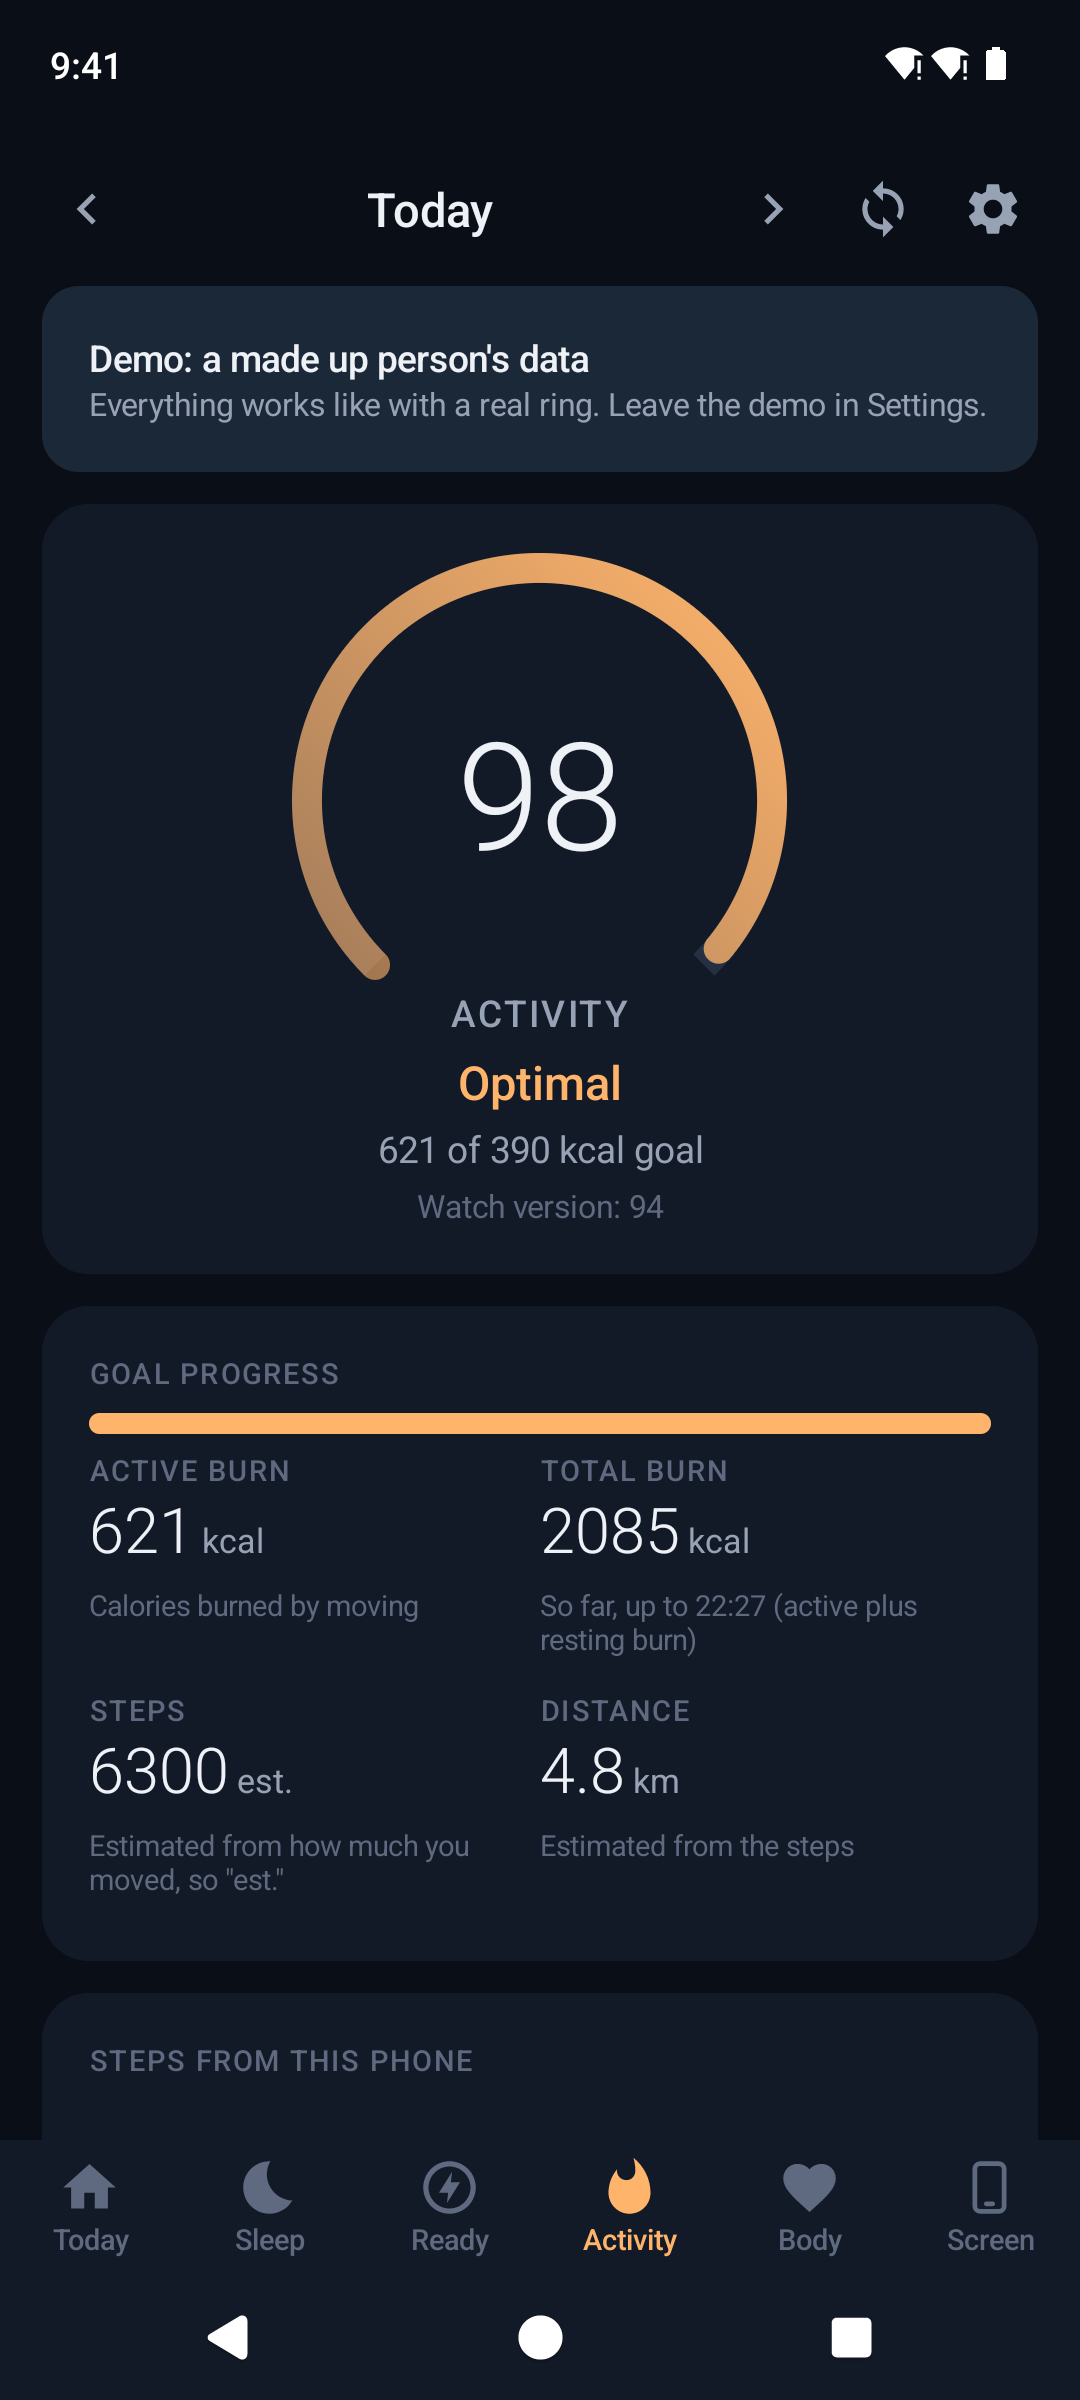 9:41
Today
Demo: a made up person's data
Everything works like with a real ring. Leave the demo in Settings.
98
ACTIVITY
Optimal
621 of 390 kcal goal
Watch version: 94
GOAL PROGRESS
ACTIVE BURN
621 kcal
Calories burned by moving
TOTAL BURN
2085 kcal
So far, up to 22:27 (active plus
resting burn)
STEPS
6300 est.
Estimated from how much you
moved, so "est."
DISTANCE
4.8 km
Estimated from the steps
STEPS FROM THIS PHONE
Today
Sleep
Ready
Activity
Body
Screen